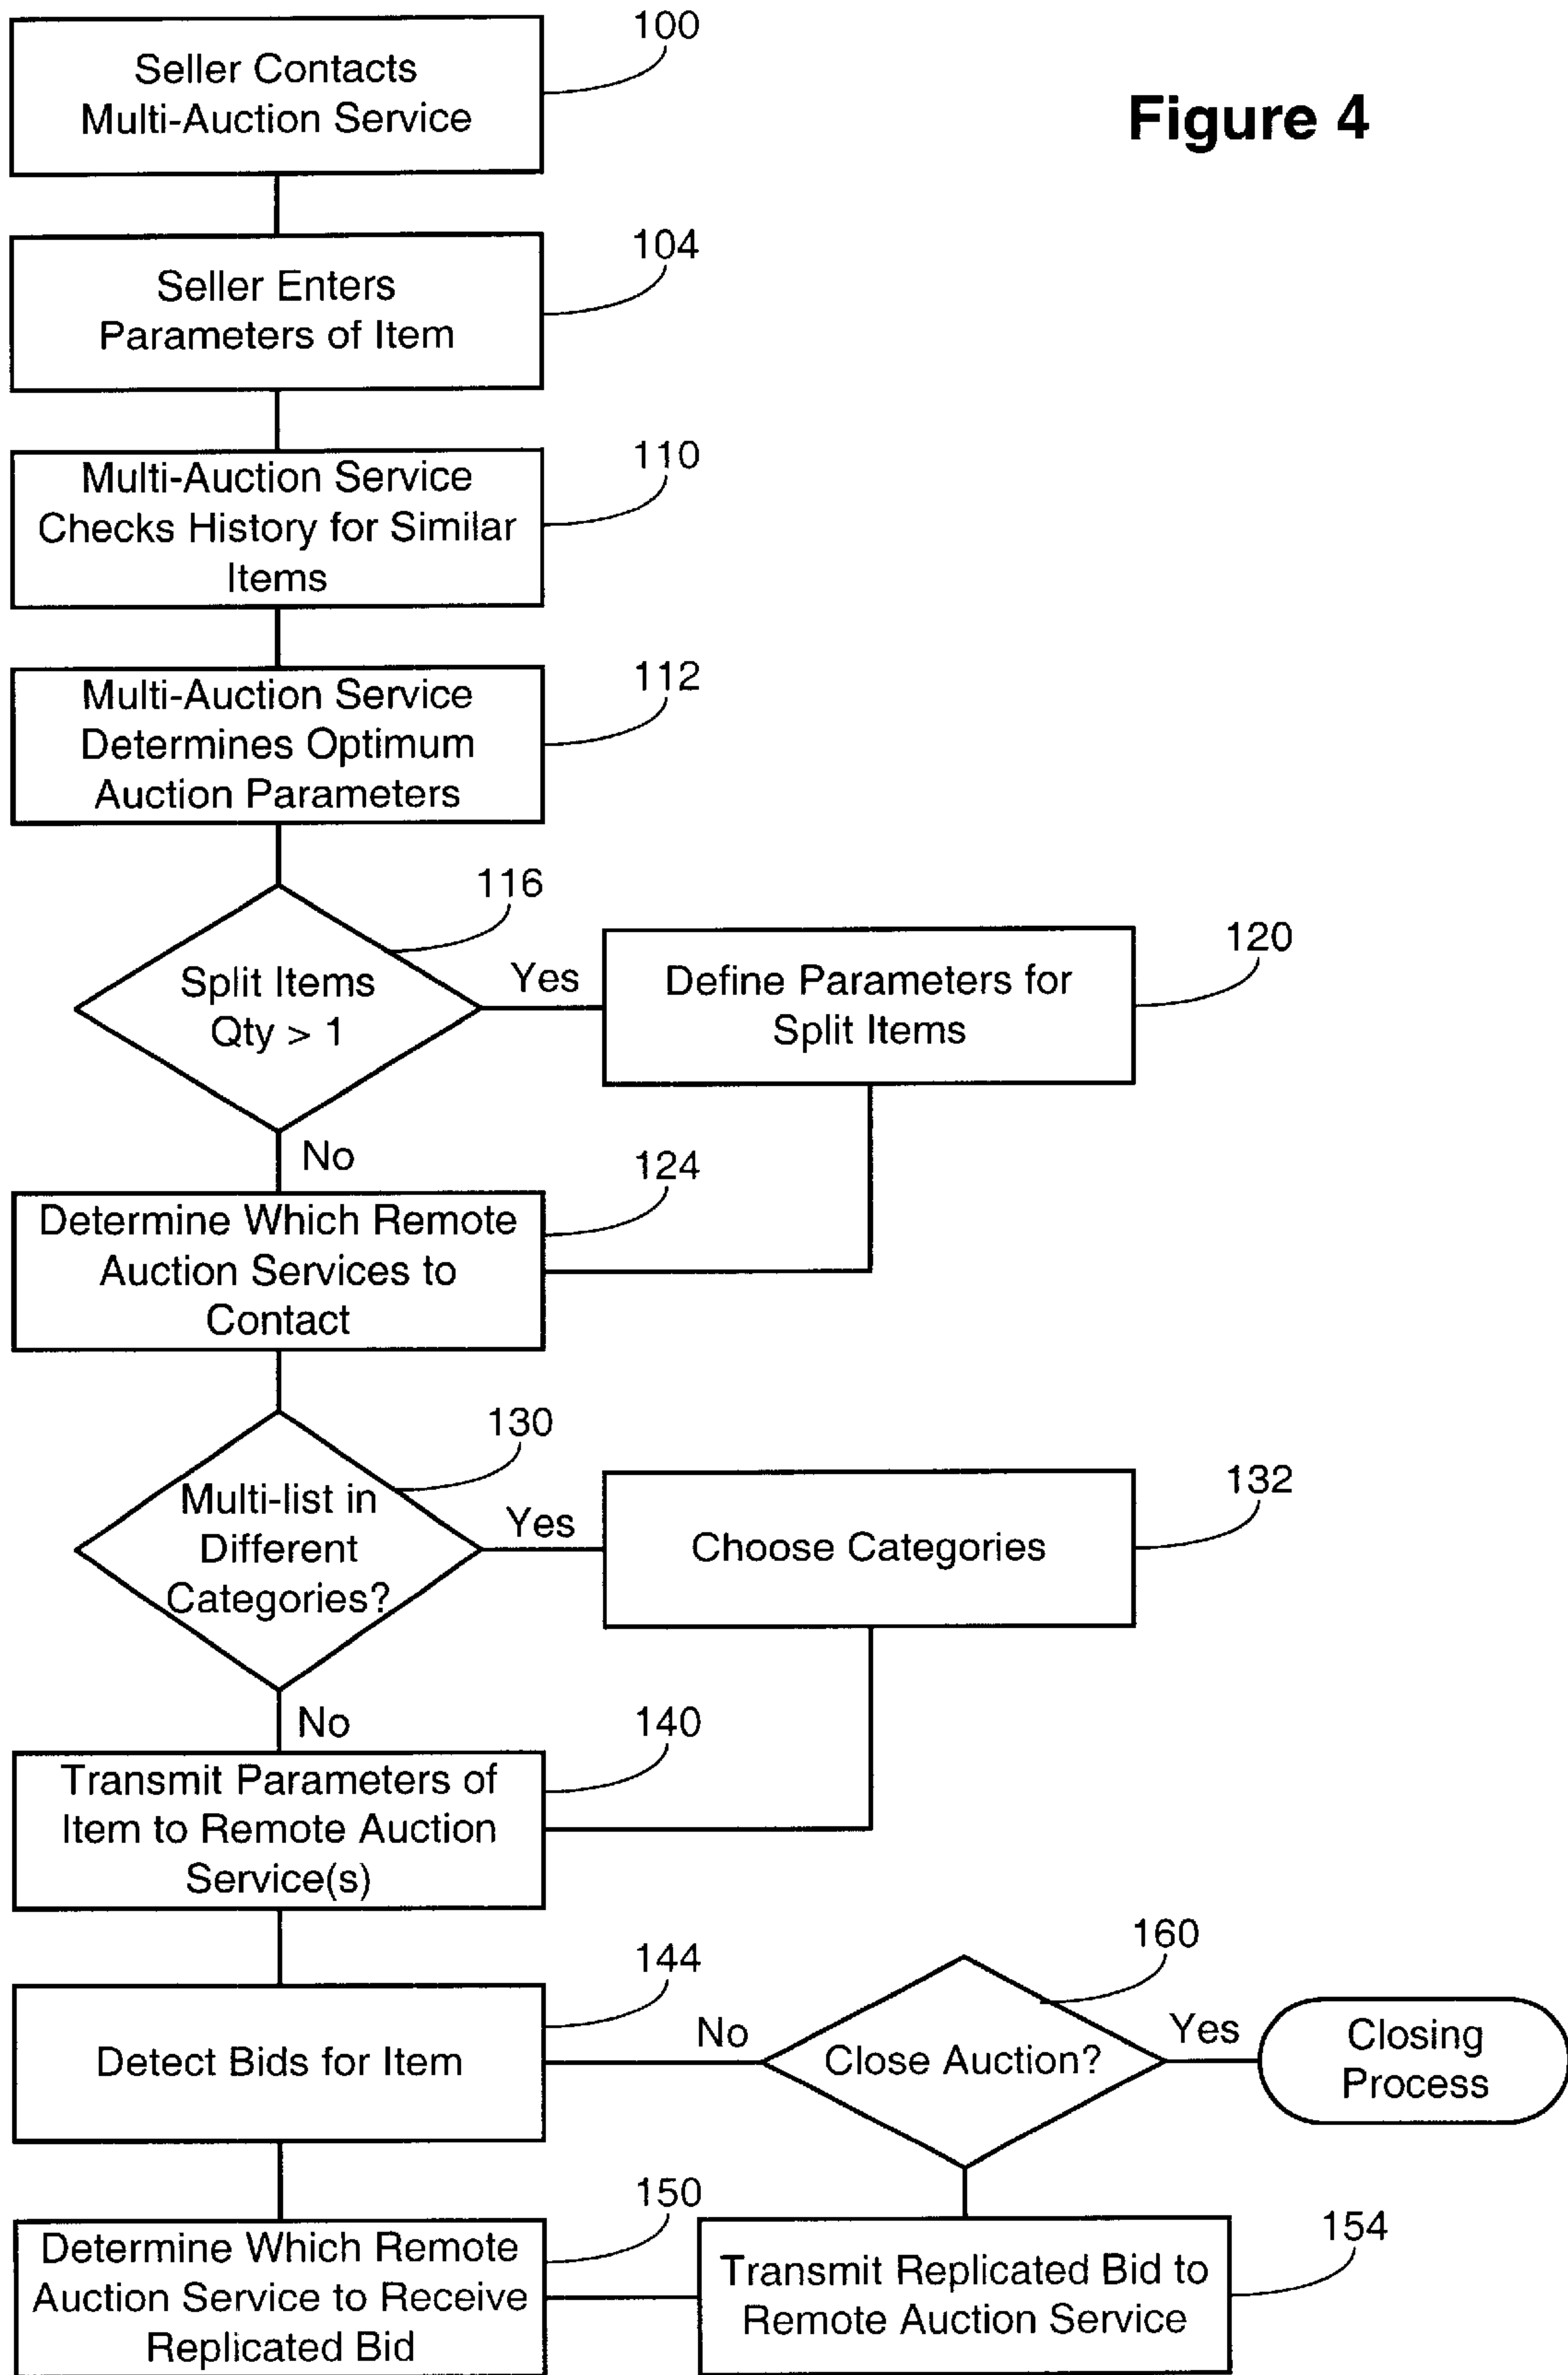 100
Seller Contacts
Multi-Auction Service
Figure 4
104
Seller Enters
Parameters of Item
110
Multi-Auction Service
Checks History for Similar
Items
112
Multi-Auction Service
Determines Optimum
Auction Parameters
116
Split Items
Qty > 1
Yes
120
Define Parameters for
Split Items
No
124
Determine Which Remote
Auction Services to
Contact
130
Multi-list in
Different
Categories?
Yes
132
Choose Categories
No
140
Transmit Parameters of
Item to Remote Auction
Service(s)
144
Detect Bids for Item
No
160
Close Auction?
Yes
Closing
Process
150
Determine Which Remote
Auction Service to Receive
Replicated Bid
154
Transmit Replicated Bid to
Remote Auction Service